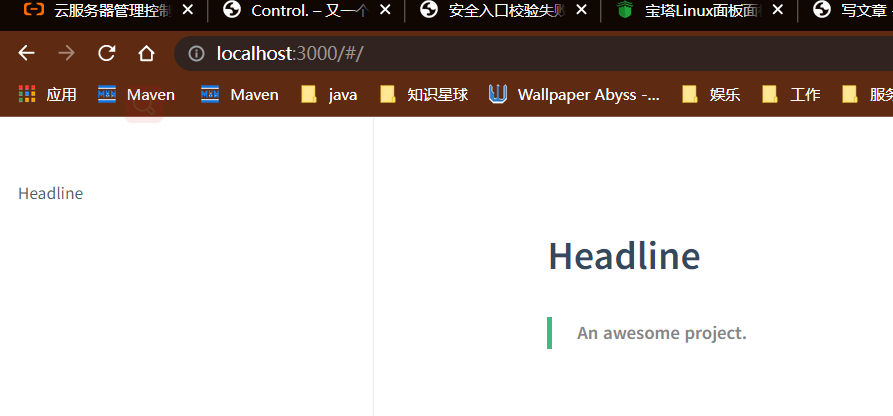 云服务器管理控制 Control. – 又一个 安全入口校验失败 宝塔Linux面板面 写文章 -
localhost:3000/#/
应用 Maven Maven java 知识星球 Wallpaper Abyss -... 娱乐 工作 服务
Headline
Headline
An awesome project.